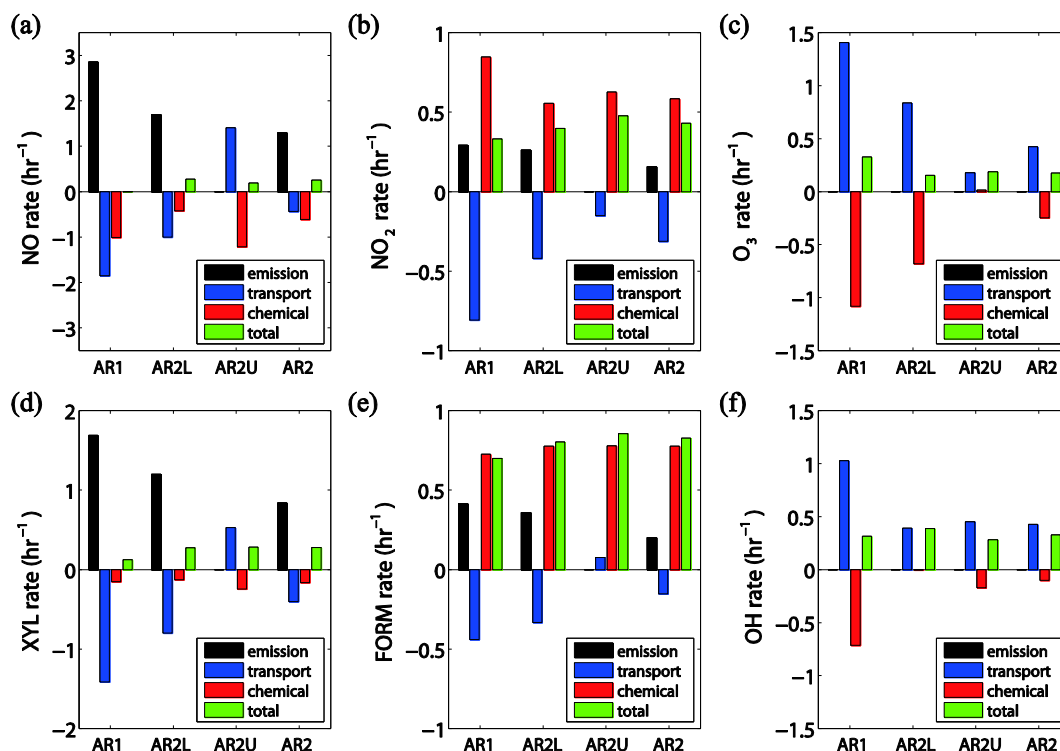 (a)
NO rate (hr⁻¹)
3
2
1
0
−1
−2
−3
emission
transport
chemical
total
AR1 AR2L AR2U AR2
(b)
NO₂ rate (hr⁻¹)
1
0.5
0
−0.5
−1
emission
transport
chemical
total
AR1 AR2L AR2U AR2
(c)
O₃ rate (hr⁻¹)
1.5
1
0.5
0
−0.5
−1
−1.5
emission
transport
chemical
total
AR1 AR2L AR2U AR2
(d)
XYL rate (hr⁻¹)
2
1
0
−1
−2
emission
transport
chemical
total
AR1 AR2L AR2U AR2
(e)
FORM rate (hr⁻¹)
1
0.5
0
−0.5
−1
emission
transport
chemical
total
AR1 AR2L AR2U AR2
(f)
OH rate (hr⁻¹)
1.5
1
0.5
0
−0.5
−1
−1.5
emission
transport
chemical
total
AR1 AR2L AR2U AR2